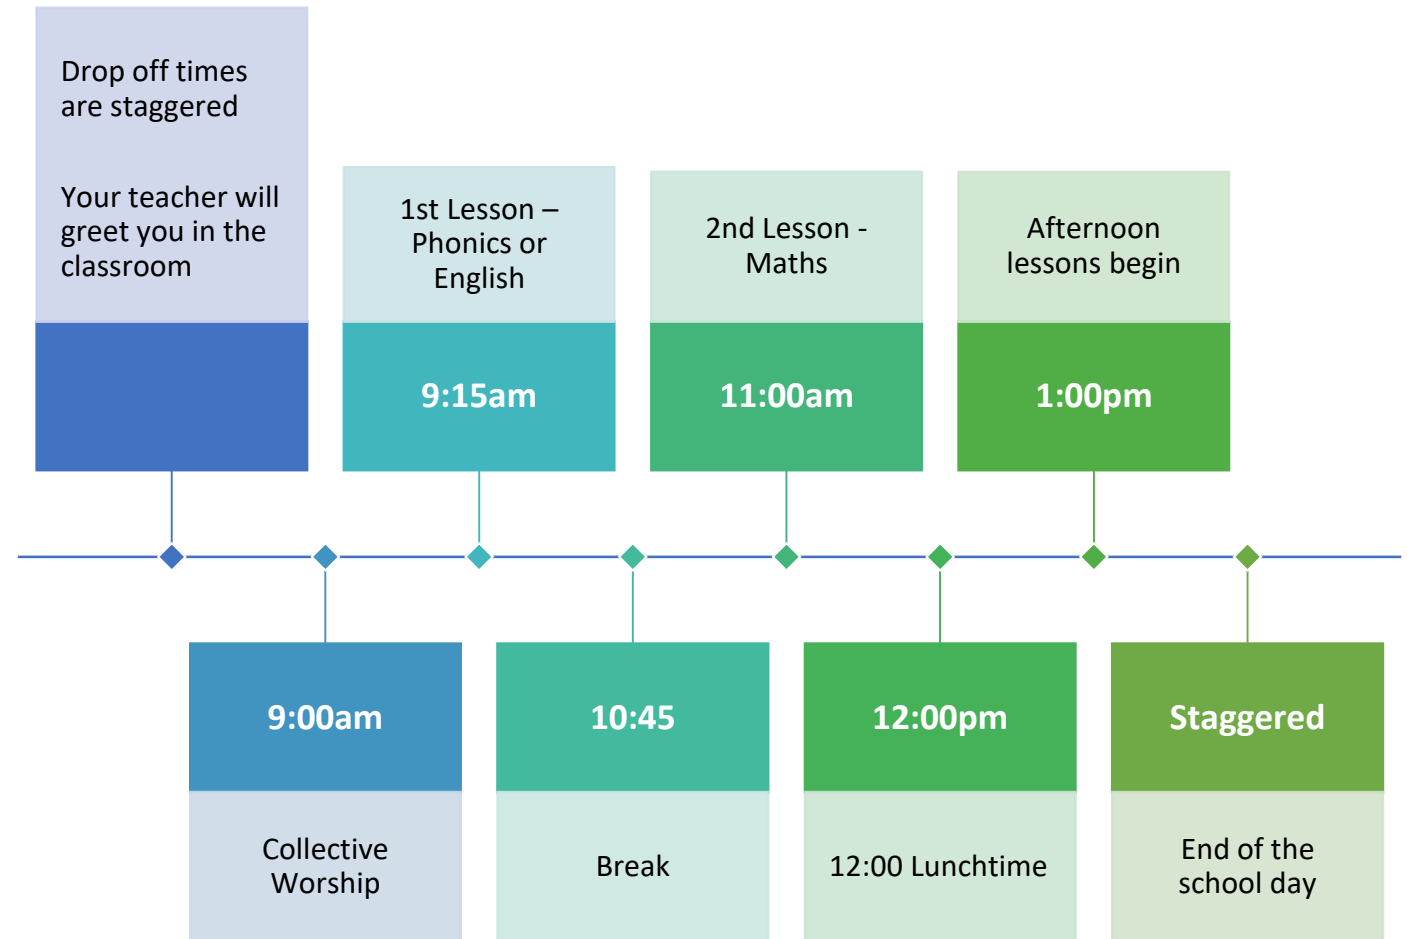 Drop off times
are staggered
Your teacher will
greet you in the
classroom
9:00am
Collective
Worship
1st Lesson –
Phonics or
English
9:15am
10:45
Break
2nd Lesson -
Maths
11:00am
12:00pm
12:00 Lunchtime
Afternoon
lessons begin
1:00pm
Staggered
End of the
school day